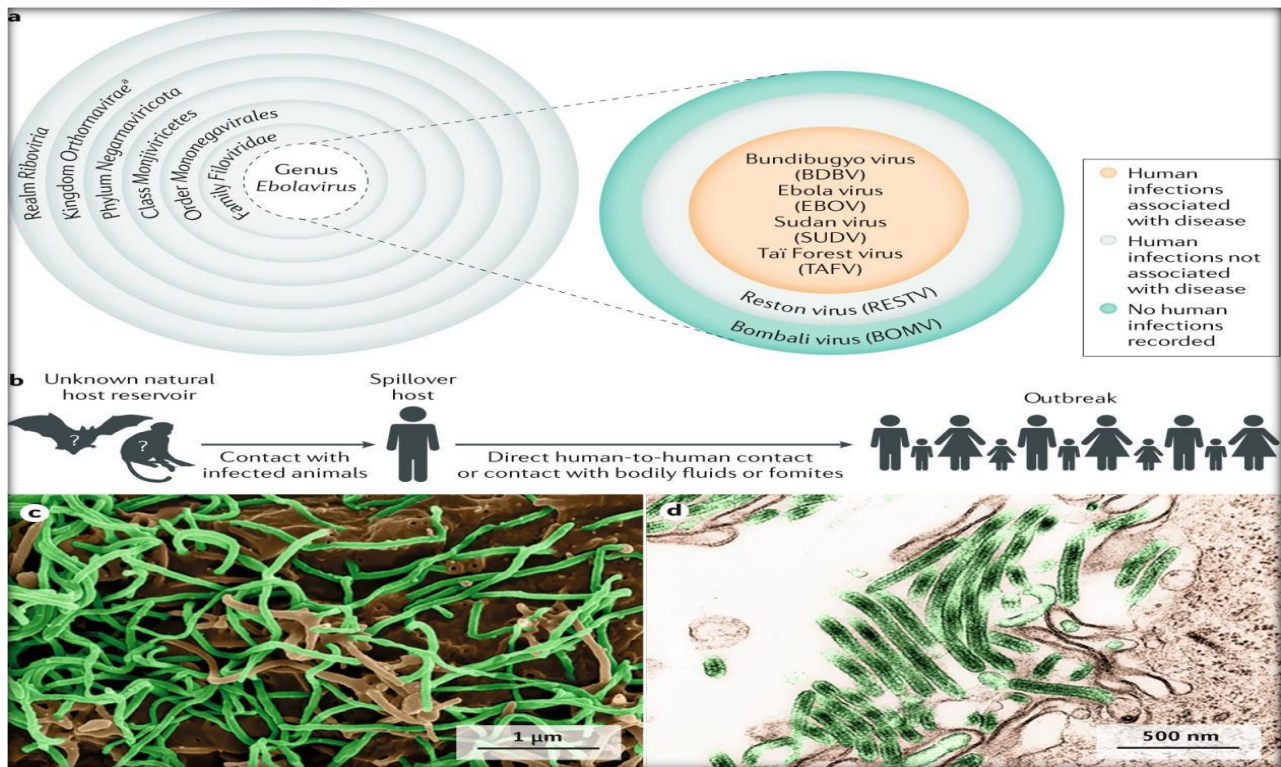 a
Realm Riboviria
Kingdom Orthornaviraeª
Phylum Negarnaviricota
Class Monjiviricetes
Order Mononegavirales
Family Filoviridae
Genus
Ebolavirus
Bundibugyo virus
(BDBV)
Ebola virus
(EBOV)
Sudan virus
(SUDV)
Taï Forest virus
(TAFV)
Reston virus (RESTV)
Bombali virus (BOMV)
Human
infections
associated
with disease
Human
infections not
associated
with disease
No human
infections
recorded
b
Unknown natural
host reservoir
? ?
Contact with
infected animals
Spillover
host
Direct human-to-human contact
or contact with bodily fluids or fomites
Outbreak
c
1 μm
d
500 nm